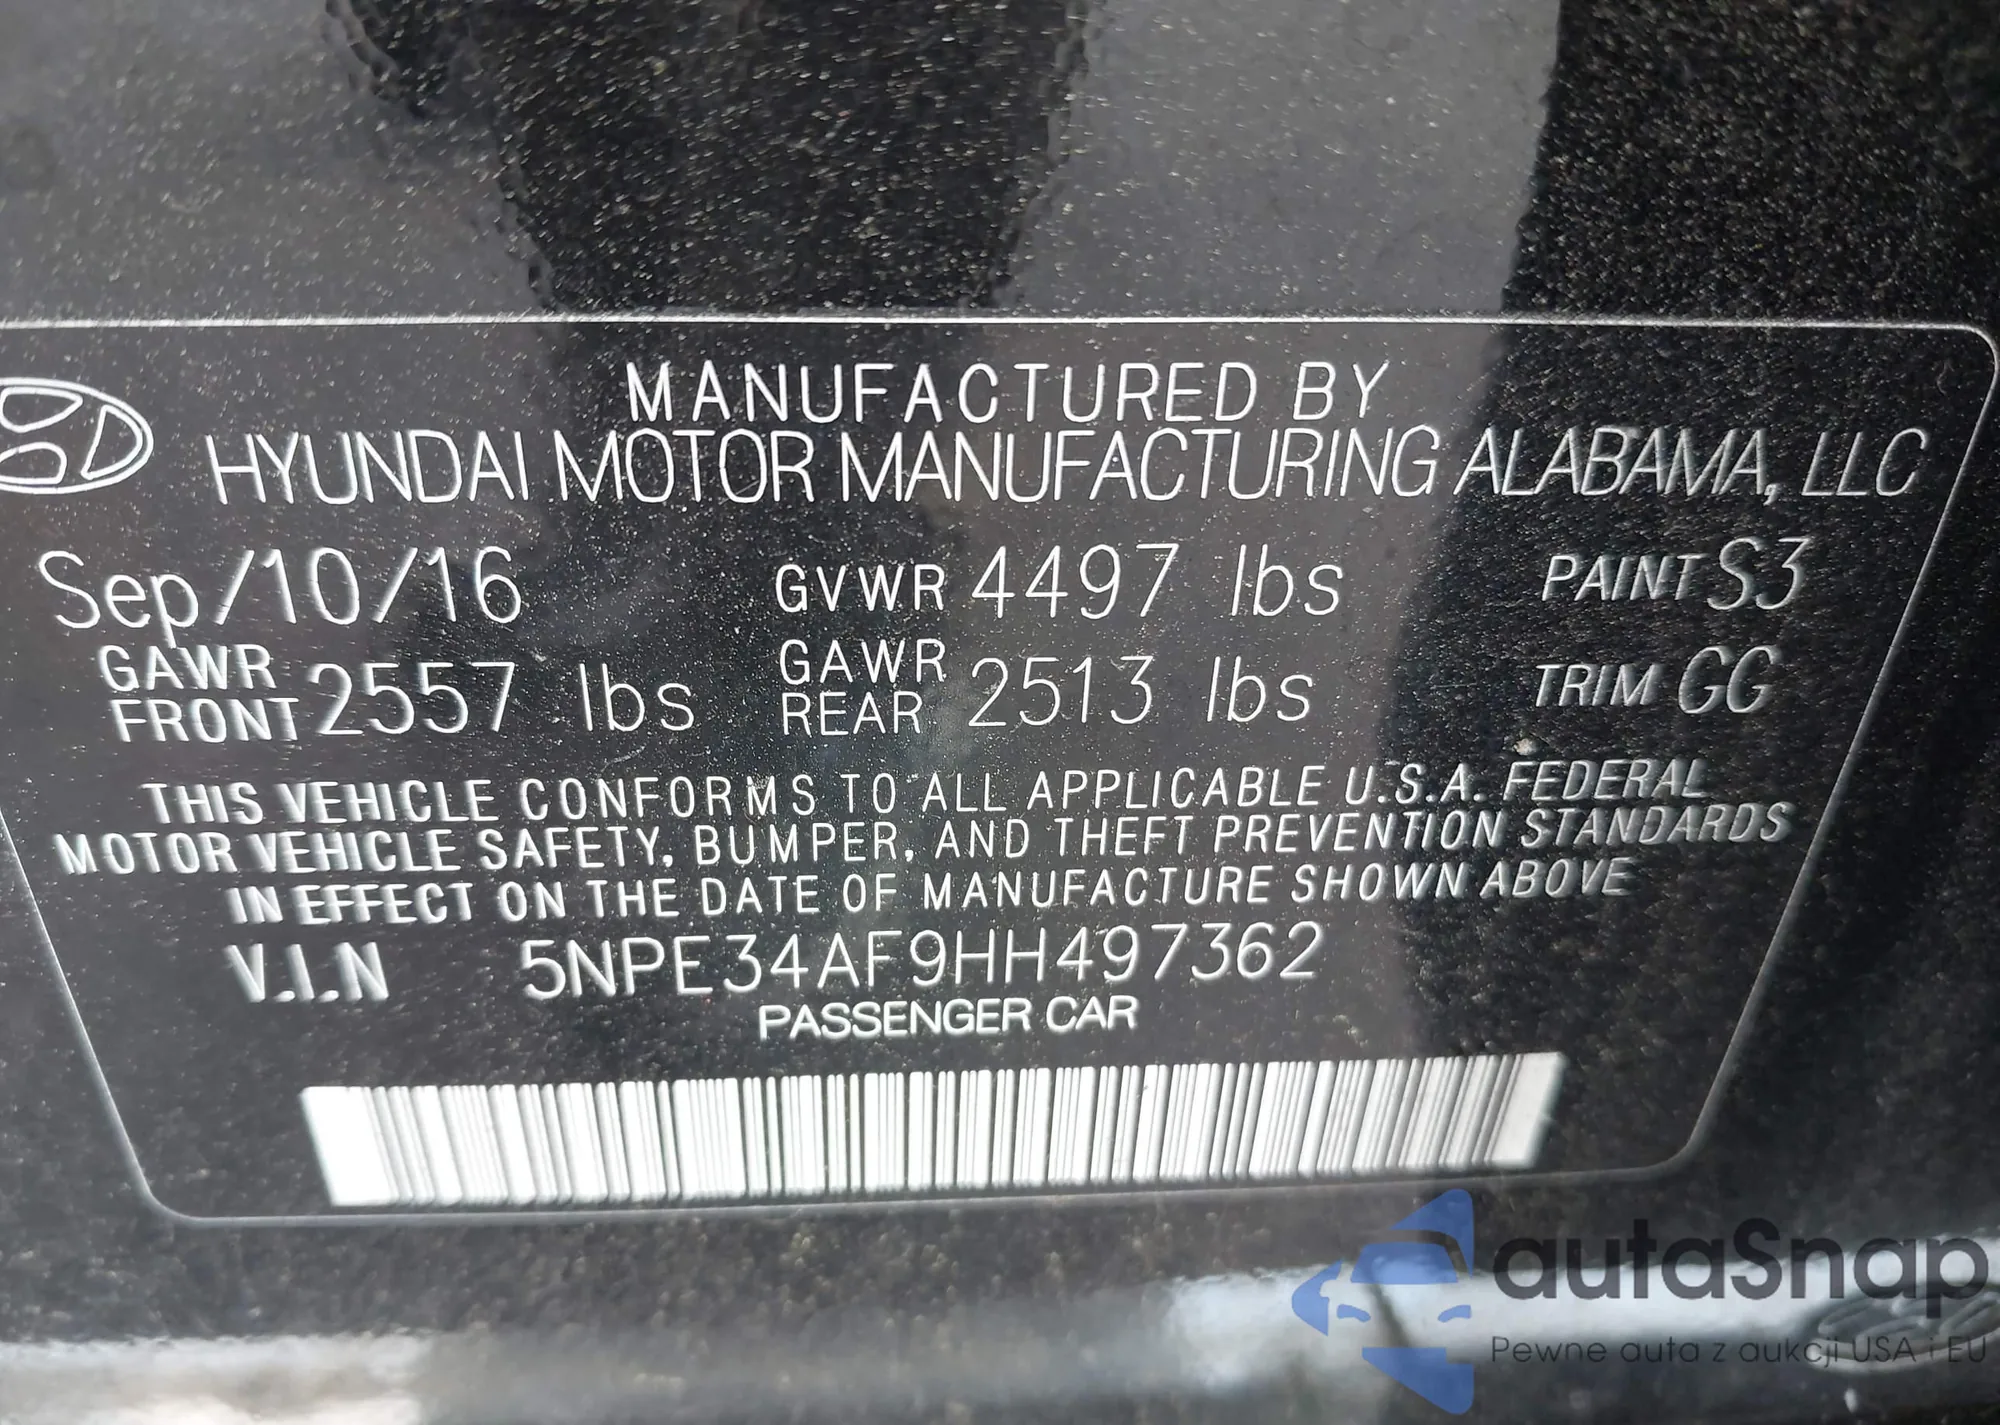 MANUFACTURED BY
HYUNDAI MOTOR MANUFACTURING ALABAMA, LLC
Sep/10/16 GVWR 4497 lbs PAINT S3
GAWR FRONT 2557 lbs GAWR REAR 2513 lbs TRIM GG
THIS VEHICLE CONFORMS TO ALL APPLICABLE U.S.A. FEDERAL
MOTOR VEHICLE SAFETY, BUMPER, AND THEFT PREVENTION STANDARDS
IN EFFECT ON THE DATE OF MANUFACTURE SHOWN ABOVE
V.I.N 5NPE34AF9HH497362
PASSENGER CAR
autaSnap
Pewne auta z aukcji USA i EU